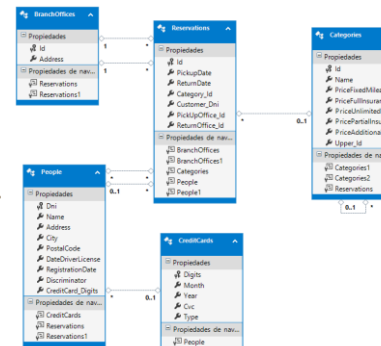 BranchOffices
Propiedades
Id
Address
Propiedades de nav...
Reservations
Reservations1
1
*
1
*
Reservations
Propiedades
Id
PickupDate
ReturnDate
Category_Id
Customer_Dni
PickUpOffice_Id
ReturnOffice_Id
Propiedades de nav...
BranchOffices
BranchOffices1
Categories
People
People1
*
0..1
Categories
Propiedades
Id
Name
PriceFixedMilea
PriceFullInsuran
PriceUnlimited
PricePartialInsu
PriceAdditiona
Upper_Id
Propiedades de na
Categories1
Categories2
Reservations
0..1
*
People
Propiedades
Dni
Name
Address
City
PostalCode
DateDriverLicense
RegistrationDate
Discriminator
CreditCard_Digits
Propiedades de nav...
CreditCards
Reservations
Reservations1
*
*
0..1
*
*
0..1
CreditCards
Propiedades
Digits
Month
Year
Cvc
Type
Propiedades de nav...
People